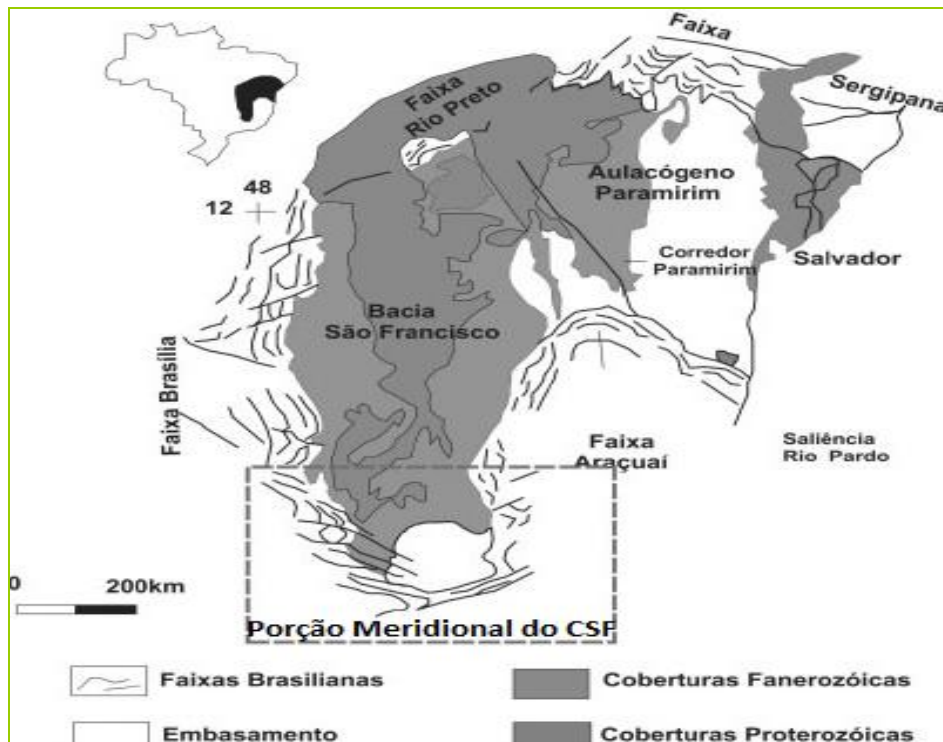 Faixa
Sergipana
Faixa
Rio Preto
Aulacógeno
Paramirim
48
12
Corredor
Paramirim
Salvador
Bacia
São Francisco
Faixa Brasília
Faixa
Araçuaí
Saliência
Rio Pardo
0
200km
Porção Meridional do CSF
Faixas Brasilianas
Coberturas Fanerozóicas
Embasamento
Coberturas Proterozóicas